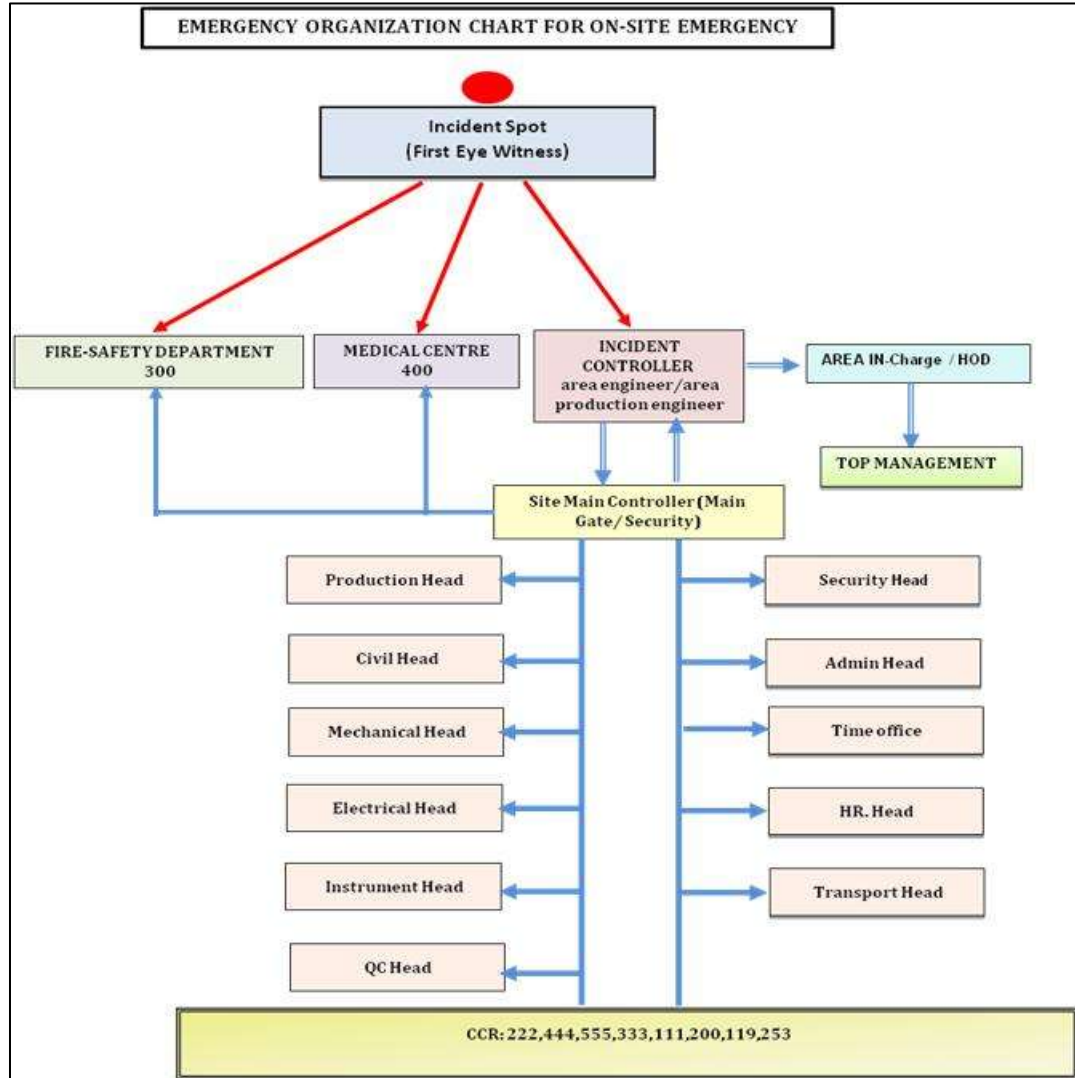 EMERGENCY ORGANIZATION CHART FOR ON-SITE EMERGENCY
Incident Spot
(First Eye Witness)
FIRE-SAFETY DEPARTMENT
300
MEDICAL CENTRE
400
INCIDENT
CONTROLLER
area engineer/area
production engineer
AREA IN-Charge / HOD
TOP MANAGEMENT
Site Main Controller (Main
Gate/ Security)
Production Head
Security Head
Civil Head
Admin Head
Mechanical Head
Time office
Electrical Head
HR. Head
Instrument Head
Transport Head
QC Head
CCR: 222,444,555,333,111,200,119,253